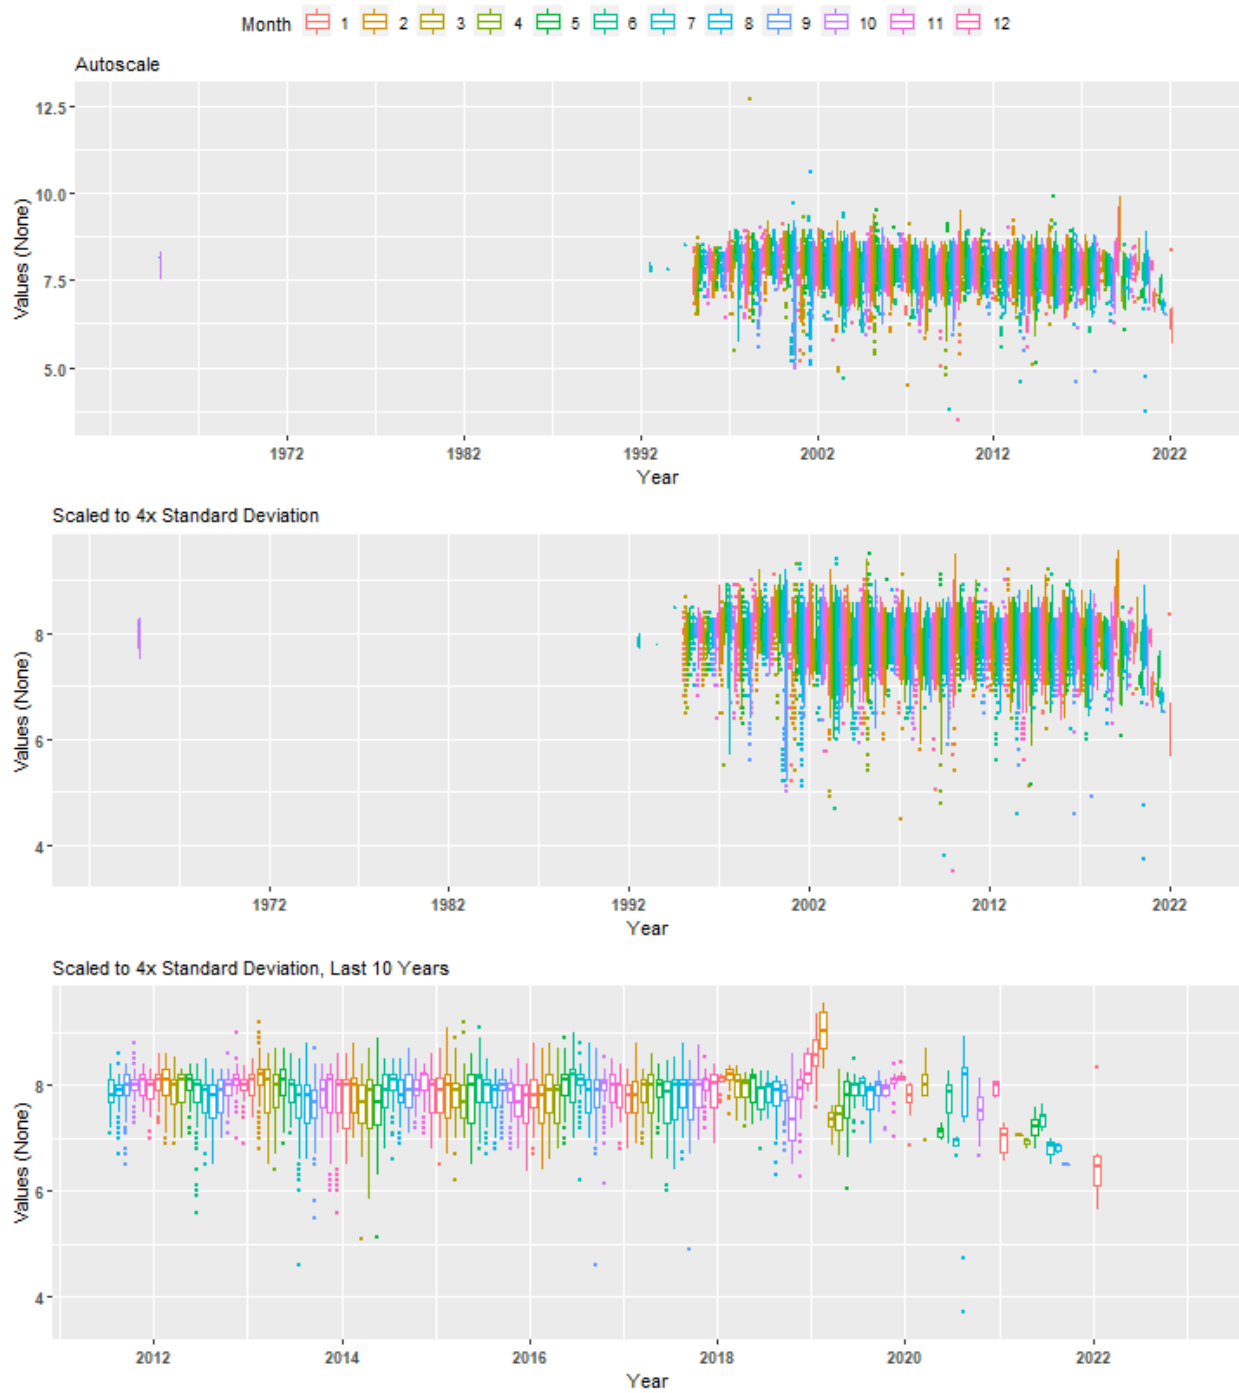 Month 1 2 3 4 5 6 7 8 9 10 11 12
Autoscale
12.5
10.0
7.5
5.0
Values (None)
1972 1982 1992 2002 2012 2022
Year
Scaled to 4x Standard Deviation
8
6
4
Values (None)
1972 1982 1992 2002 2012 2022
Year
Scaled to 4x Standard Deviation, Last 10 Years
8
6
4
Values (None)
2012 2014 2016 2018 2020 2022
Year